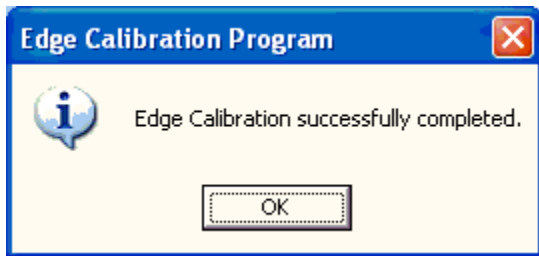 Edge Calibration Program
Edge Calibration successfully completed.
OK